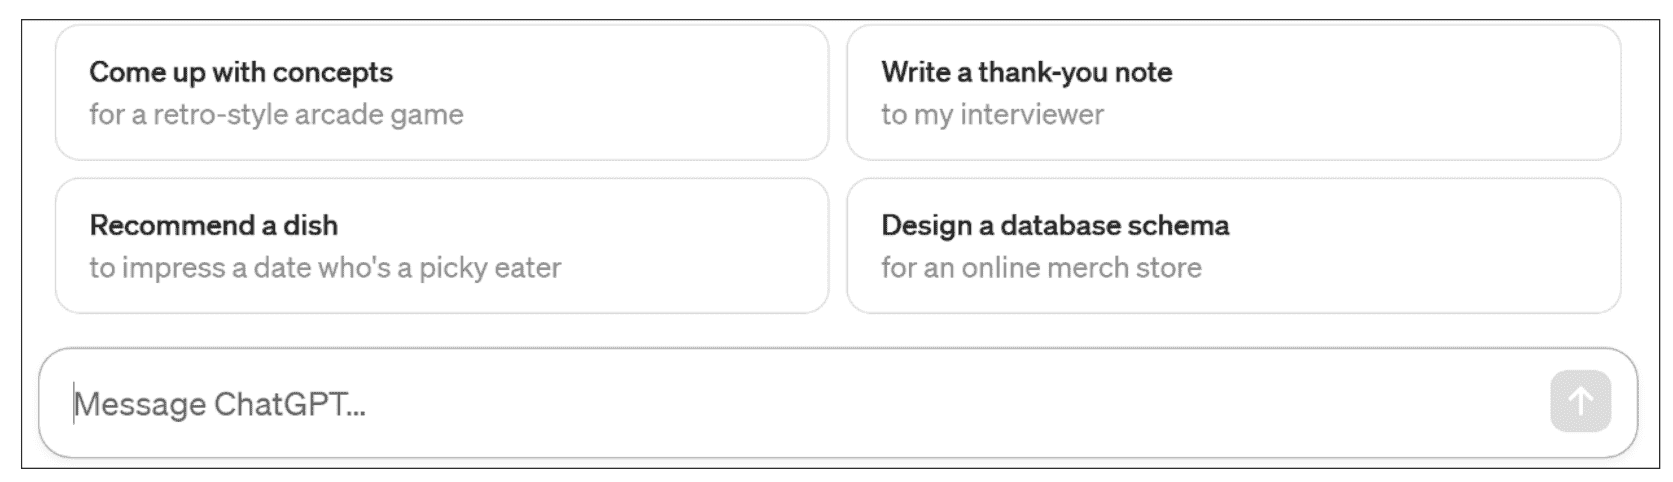 Come up with concepts
for a retro-style arcade game
Write a thank-you note
to my interviewer
Recommend a dish
to impress a date who's a picky eater
Design a database schema
for an online merch store
Message ChatGPT...